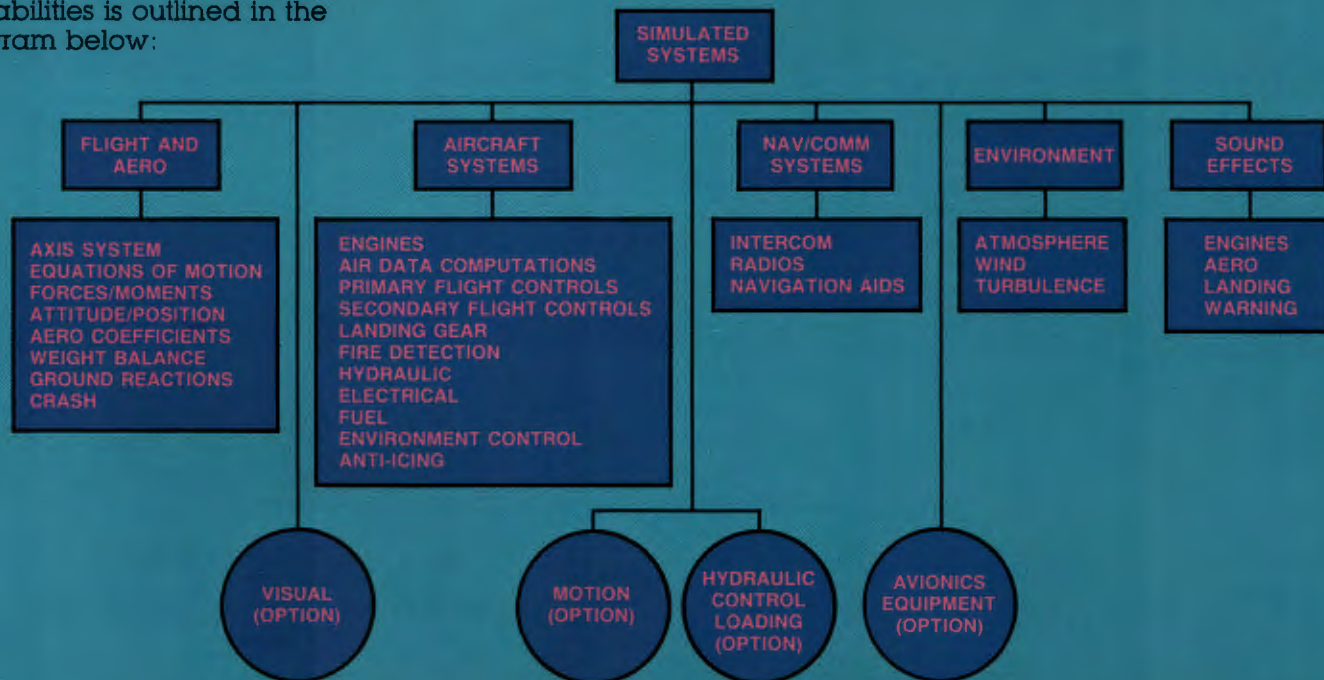 abilities is outlined in the
ram below:
SIMULATED
SYSTEMS
FLIGHT AND
AERO
AIRCRAFT
SYSTEMS
NAV/COMM
SYSTEMS
ENVIRONMENT
SOUND
EFFECTS
AXIS SYSTEM
EQUATIONS OF MOTION
FORCES/MOMENTS
ATTITUDE/POSITION
AERO COEFFICIENTS
WEIGHT BALANCE
GROUND REACTIONS
CRASH
ENGINES
AIR DATA COMPUTATIONS
PRIMARY FLIGHT CONTROLS
SECONDARY FLIGHT CONTROLS
LANDING GEAR
FIRE DETECTION
HYDRAULIC
ELECTRICAL
FUEL
ENVIRONMENT CONTROL
ANTI-ICING
INTERCOM
RADIOS
NAVIGATION AIDS
ATMOSPHERE
WIND
TURBULENCE
ENGINES
AERO
LANDING
WARNING
VISUAL
(OPTION)
MOTION
(OPTION)
HYDRAULIC
CONTROL
LOADING
(OPTION)
AVIONICS
EQUIPMENT
(OPTION)